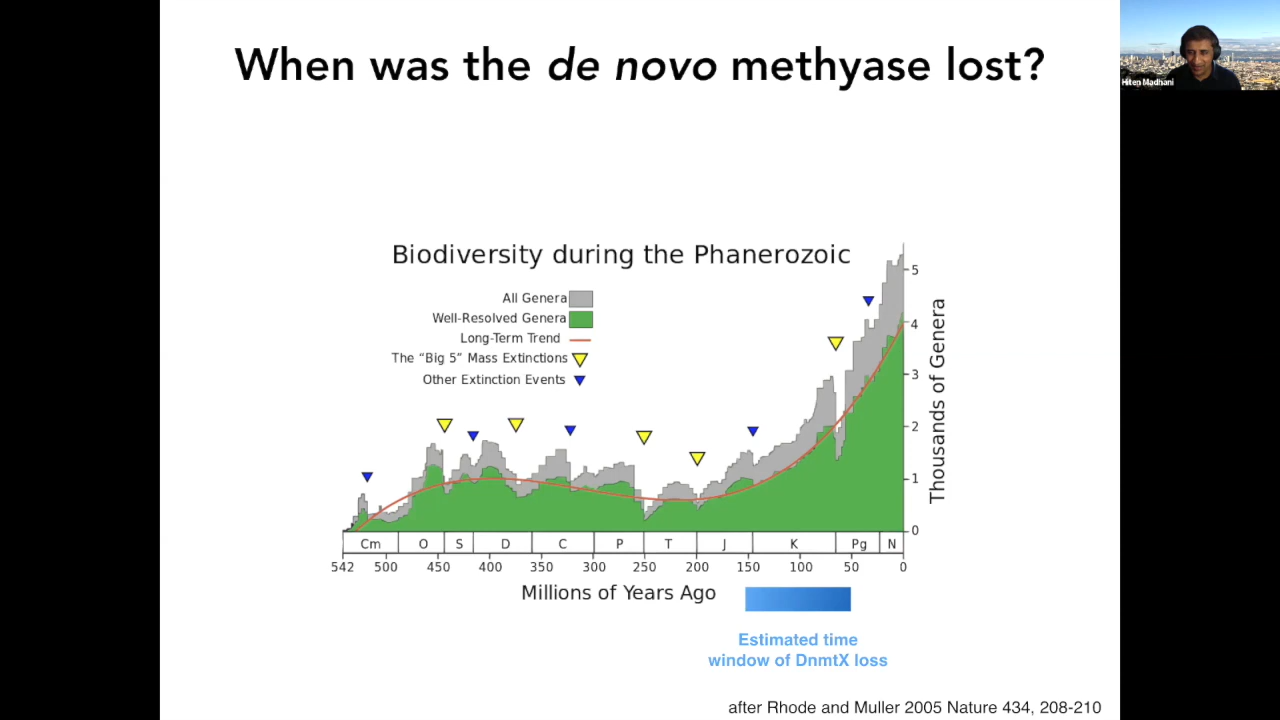 When was the de novo methyase lost?
Hiten Madhani
Biodiversity during the Phanerozoic
All Genera
Well-Resolved Genera
Long-Term Trend
The “Big 5” Mass Extinctions
Other Extinction Events
5
4
3
2
1
0
Thousands of Genera
Cm O S D C P T J K Pg N
542 500 450 400 350 300 250 200 150 100 50 0
Millions of Years Ago
Estimated time
window of DnmtX loss
after Rhode and Muller 2005 Nature 434, 208-210